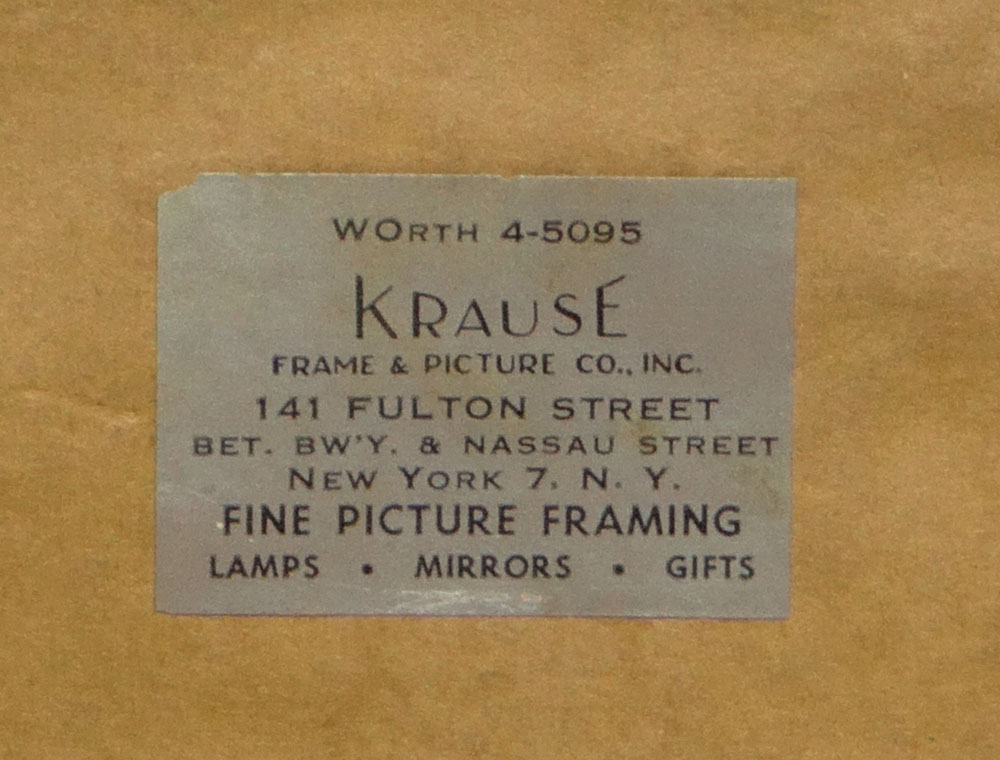 WORTH 4-5095
KRAUSE
FRAME & PICTURE CO., INC.
141 FULTON STREET
BET. BW'Y. & NASSAU STREET
NEW YORK 7, N. Y.
FINE PICTURE FRAMING
LAMPS • MIRRORS • GIFTS